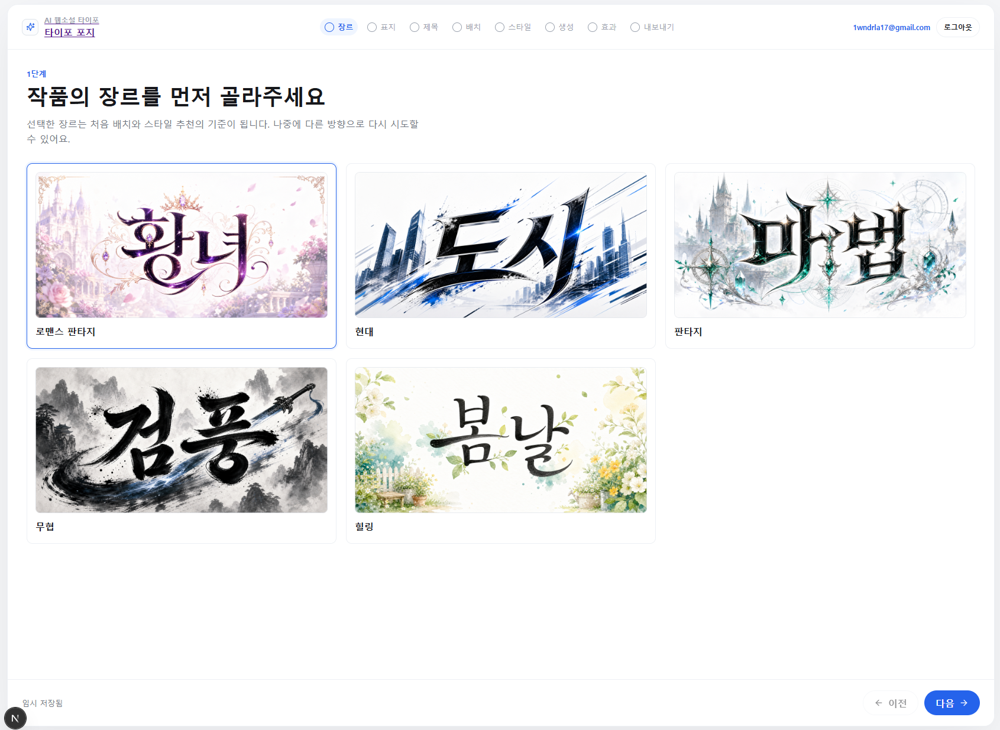 AI 웹소설 타이포
타이포 포지
장르
표지
제목
배치
스타일
생성
효과
내보내기
1wndrla17@gmail.com
로그아웃
1단계
작품의 장르를 먼저 골라주세요
선택한 장르는 처음 배치와 스타일 추천의 기준이 됩니다. 나중에 다른 방향으로 다시 시도할
수 있어요.
황녀
로맨스 판타지
도시
현대
마법
판타지
검풍
무협
봄날
힐링
임시 저장됨
N
이전
다음